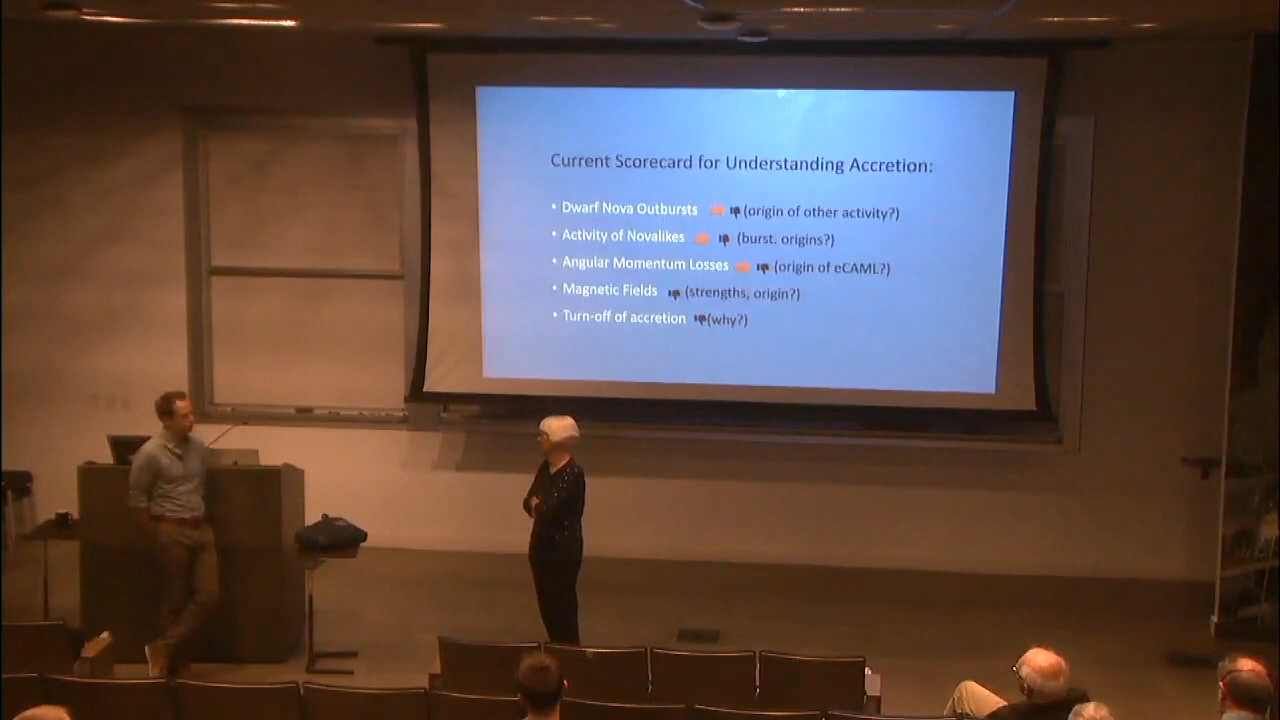 Current Scorecard for Understanding Accretion:
• Dwarf Nova Outbursts (origin of other activity?)
• Activity of Novalikes (burst. origins?)
• Angular Momentum Losses (origin of eCAML?)
• Magnetic Fields (strengths, origin?)
• Turn-off of accretion (why?)